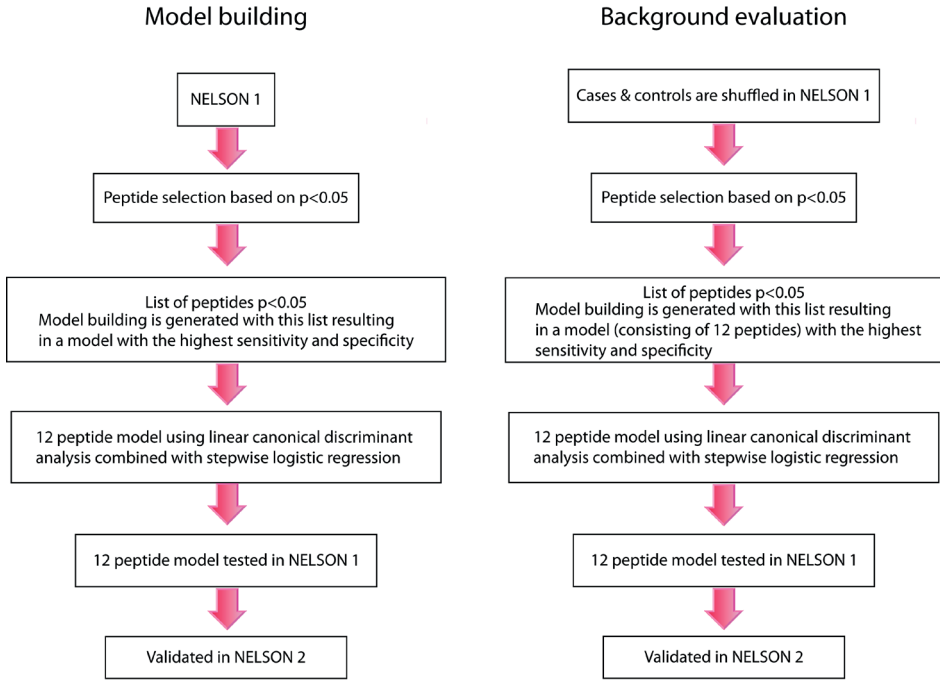 Model building
NELSON 1
Peptide selection based on p<0.05
List of peptides p<0.05
Model building is generated with this list resulting
in a model with the highest sensitivity and specificity
12 peptide model using linear canonical discriminant
analysis combined with stepwise logistic regression
12 peptide model tested in NELSON 1
Validated in NELSON 2
Background evaluation
Cases & controls are shuffled in NELSON 1
Peptide selection based on p<0.05
List of peptides p<0.05
Model building is generated with this list resulting
in a model (consisting of 12 peptides) with the highest
sensitivity and specificity
12 peptide model using linear canonical discriminant
analysis combined with stepwise logistic regression
12 peptide model tested in NELSON 1
Validated in NELSON 2